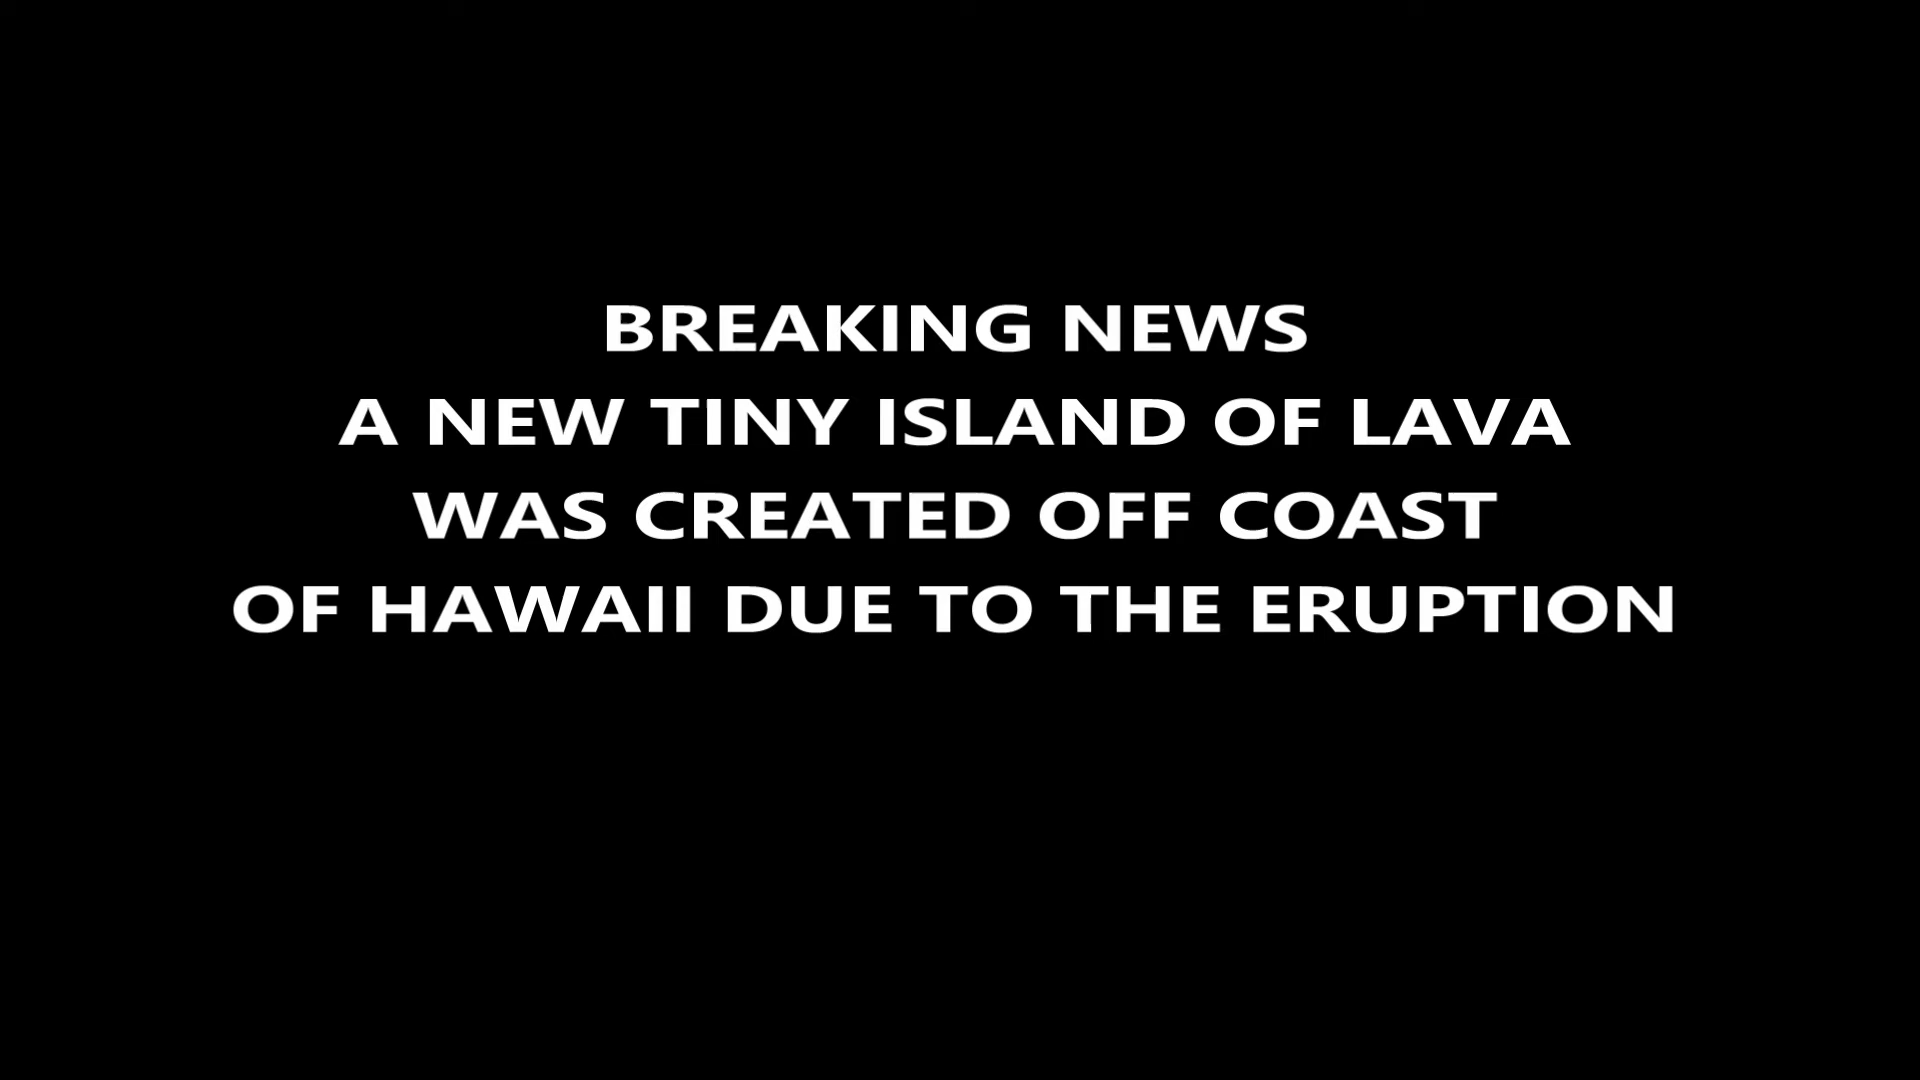 BREAKING NEWS
A NEW TINY ISLAND OF LAVA
WAS CREATED OFF COAST
OF HAWAII DUE TO THE ERUPTION